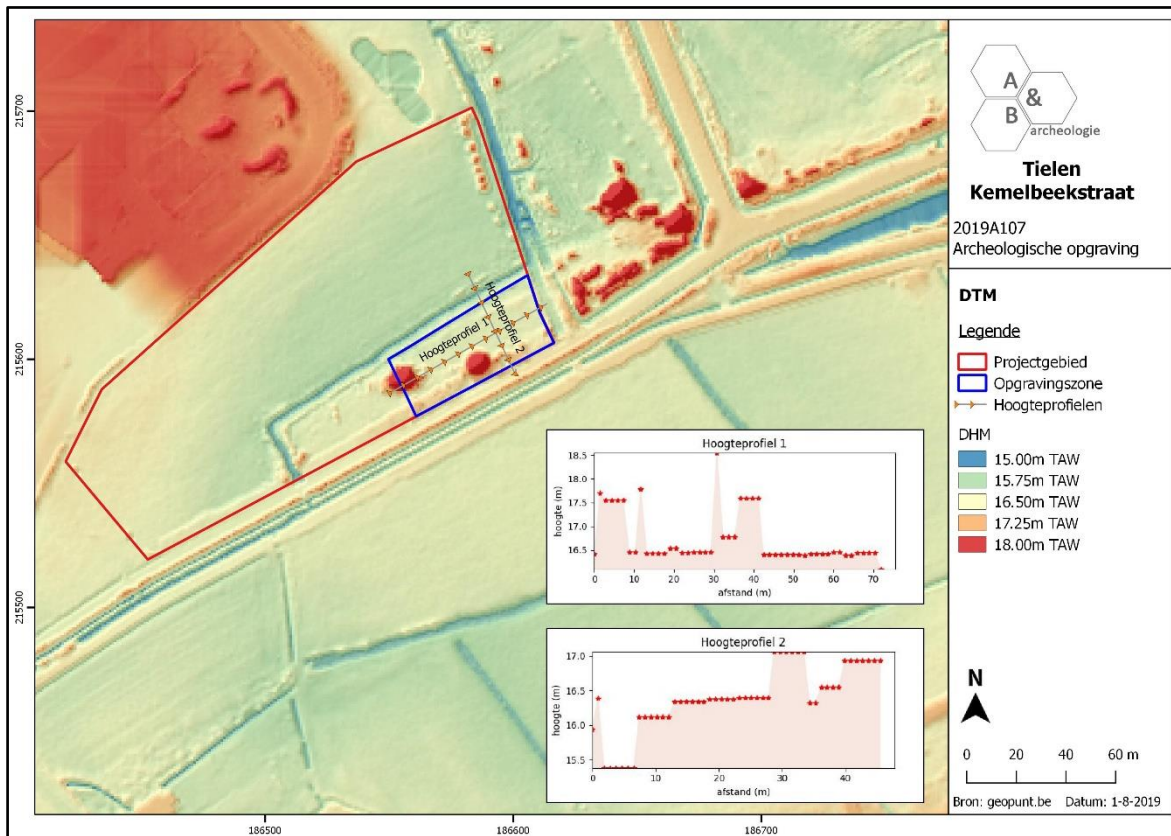 215700
215600
215500
186500
186600
186700
Hoogteprofiel 1
Hoogteprofiel 2
Hoogteprofiel 1
18.5
18.0
17.5
17.0
16.5
hoogte (m)
0 10 20 30 40 50 60 70
afstand (m)
Hoogteprofiel 2
17.0
16.5
16.0
15.5
hoogte (m)
0 10 20 30 40
afstand (m)
A
&
B
archeologie
Tielen
Kemelbeekstraat
2019A107
Archeologische opgraving
DTM
Legende
Projectgebied
Opgravingszone
Hoogteprofielen
DHM
15.00m TAW
15.75m TAW
16.50m TAW
17.25m TAW
18.00m TAW
N
0 20 40 60 m
Bron: geopunt.be Datum: 1-8-2019